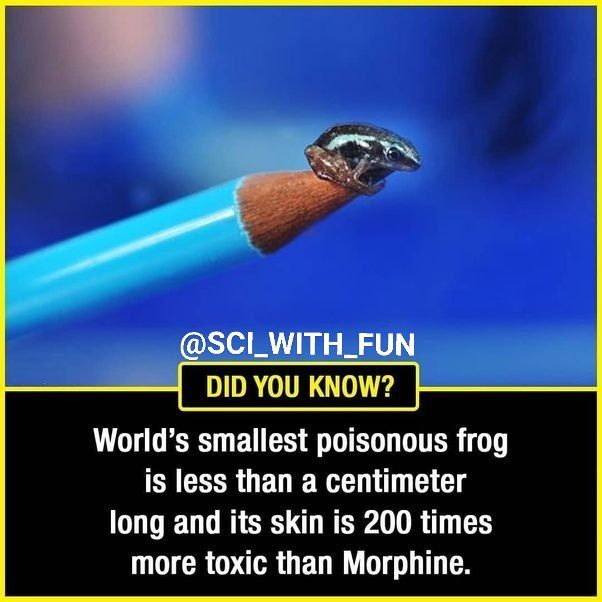 @SCI_WITH_FUN
DID YOU KNOW?
World's smallest poisonous frog
is less than a centimeter
long and its skin is 200 times
more toxic than Morphine.